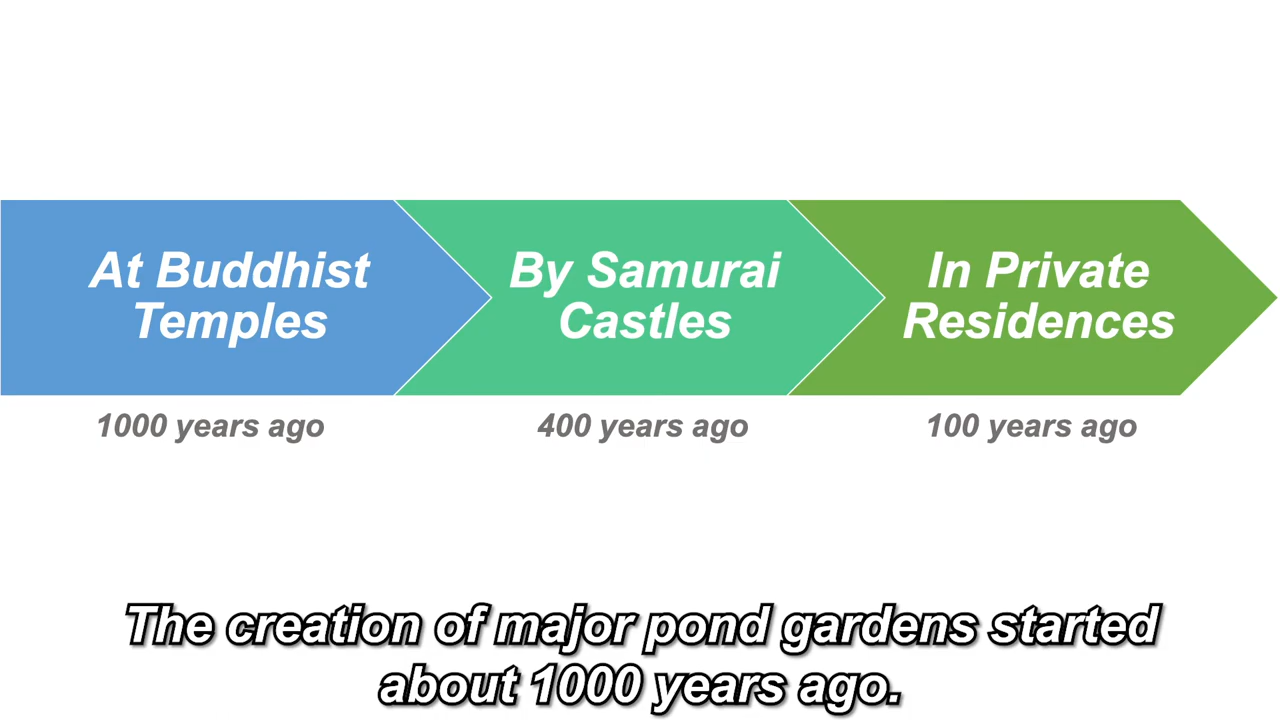 At Buddhist
Temples
By Samurai
Castles
In Private
Residences
1000 years ago
400 years ago
100 years ago
The creation of major pond gardens started
about 1000 years ago.